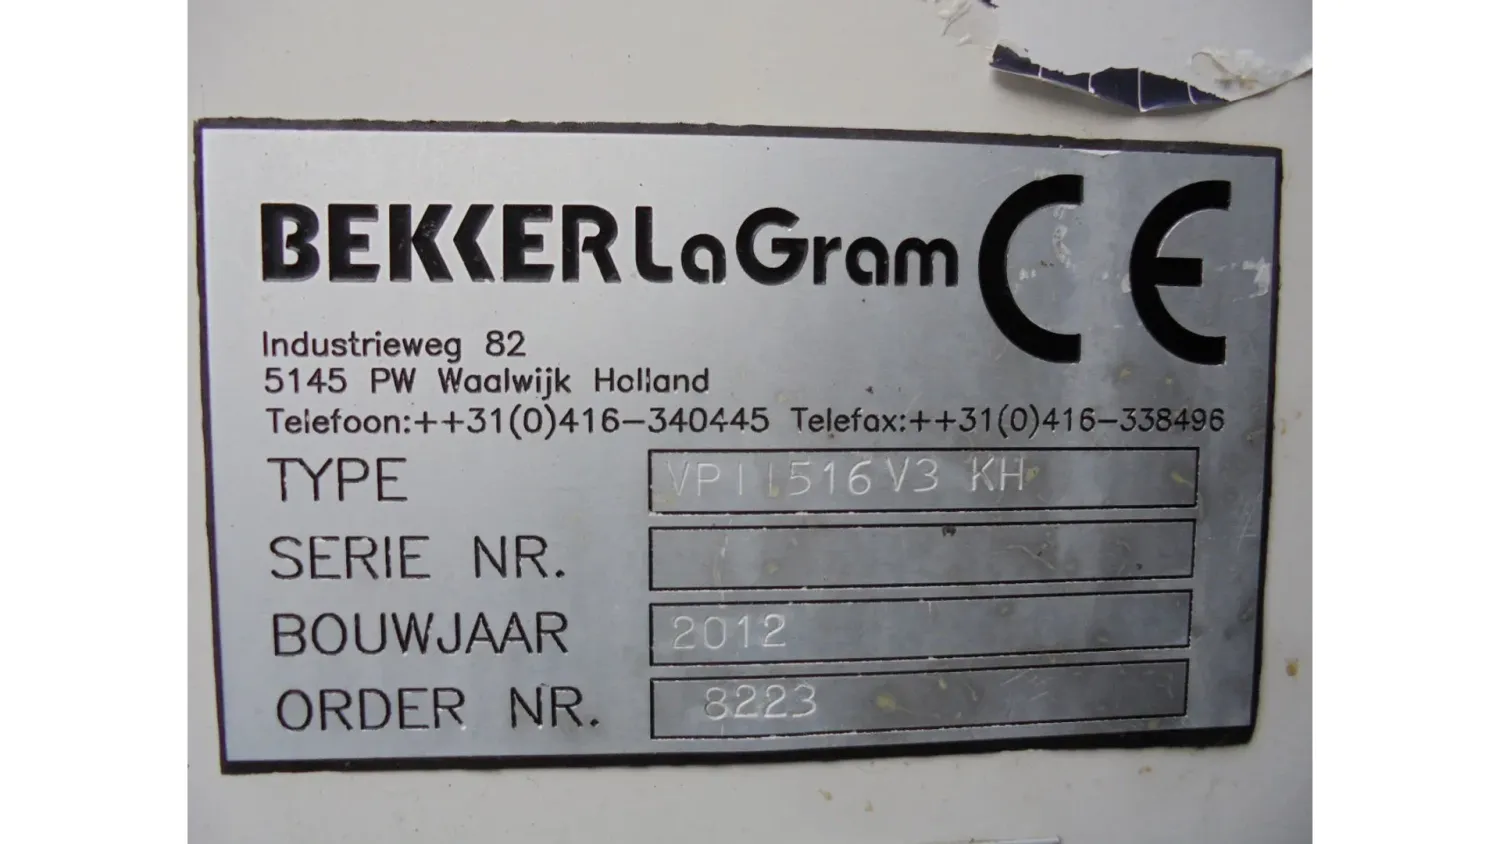 BEKKER LaGram CE
Industrieweg 82
5145 PW Waalwijk Holland
Telefoon:++31(0)416-340445 Telefax:++31(0)416-338496
TYPE VP11516V3 KH
SERIE NR.
BOUWJAAR 2012
ORDER NR. 8223